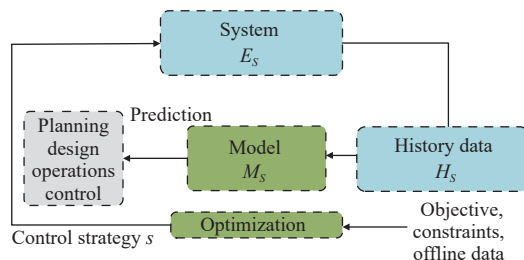 System
E_S
Prediction
Planning
design
operations
control
Model
M_S
History data
H_S
Optimization
Objective,
constraints,
offline data
Control strategy s